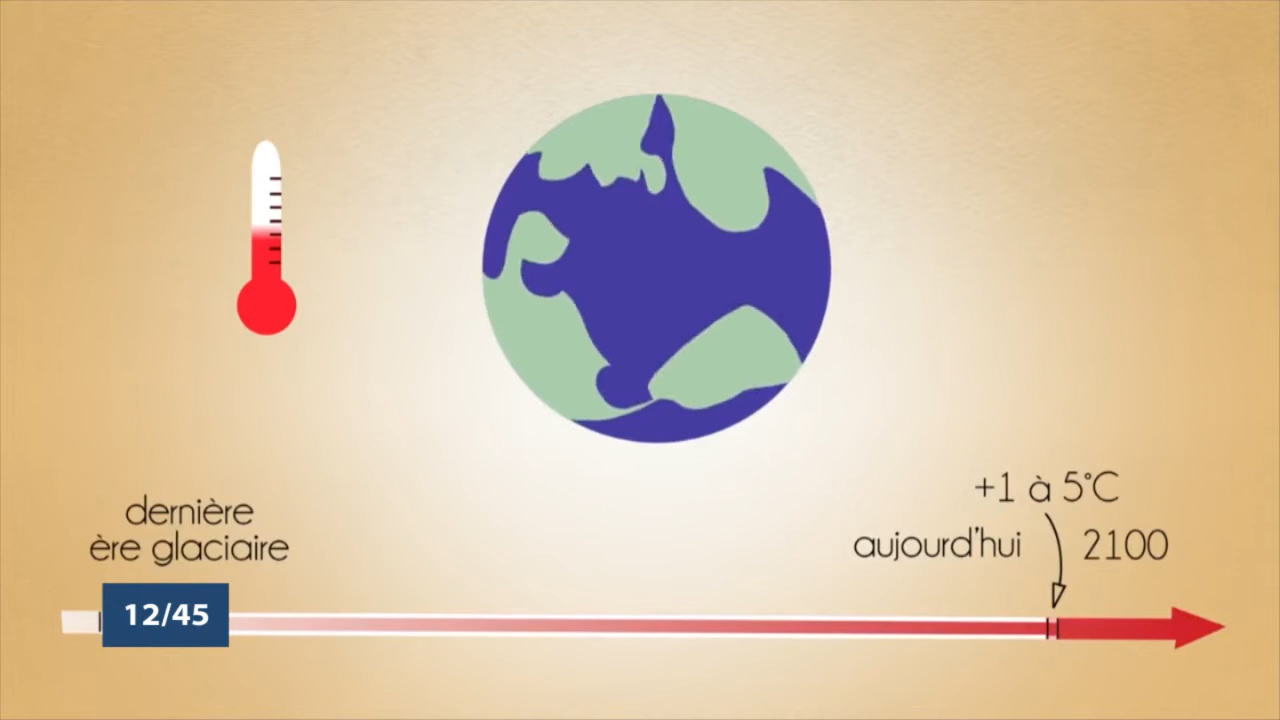 +1 à 5°C
dernière
ère glaciaire
aujourd'hui
2100
12/45